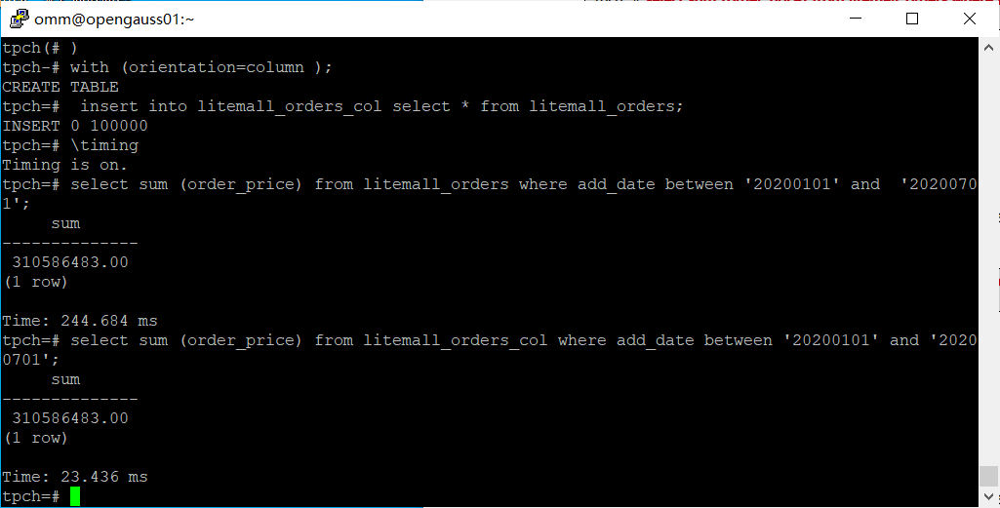 omm@opengauss01:~
tpch(# )
tpch-# with (orientation=column );
CREATE TABLE
tpch=#  insert into litemall_orders_col select * from litemall_orders;
INSERT 0 100000
tpch=# \timing
Timing is on.
tpch=# select sum (order_price) from litemall_orders where add_date between '20200101' and  '2020070
1';
     sum
--------------
 310586483.00
(1 row)

Time: 244.684 ms
tpch=# select sum (order_price) from litemall_orders_col where add_date between '20200101' and '2020
0701';
     sum
--------------
 310586483.00
(1 row)

Time: 23.436 ms
tpch=#